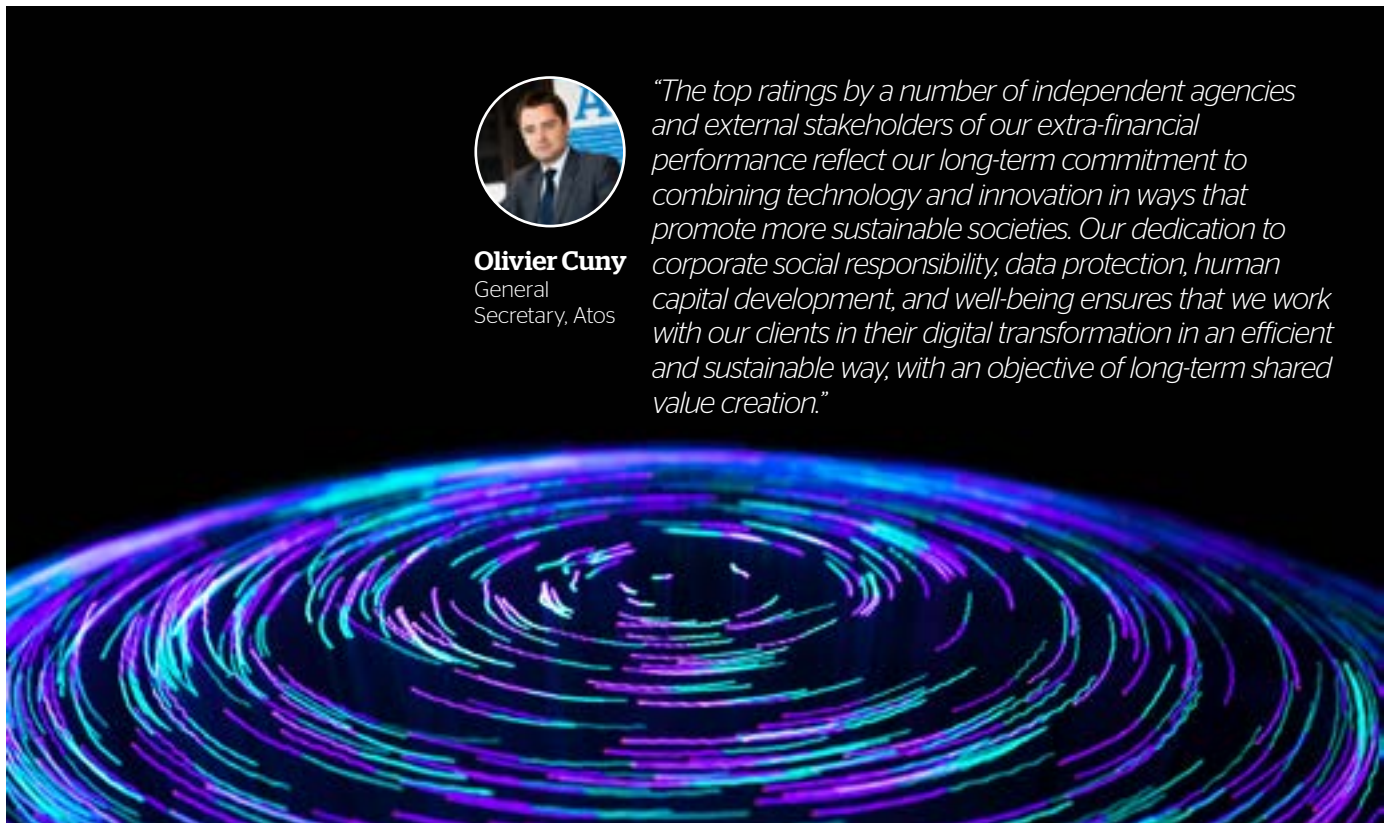 Olivier Cuny
General
Secretary, Atos
“The top ratings by a number of independent agencies
and external stakeholders of our extra-financial
performance reflect our long-term commitment to
combining technology and innovation in ways that
promote more sustainable societies. Our dedication to
corporate social responsibility, data protection, human
capital development, and well-being ensures that we work
with our clients in their digital transformation in an efficient
and sustainable way, with an objective of long-term shared
value creation.”